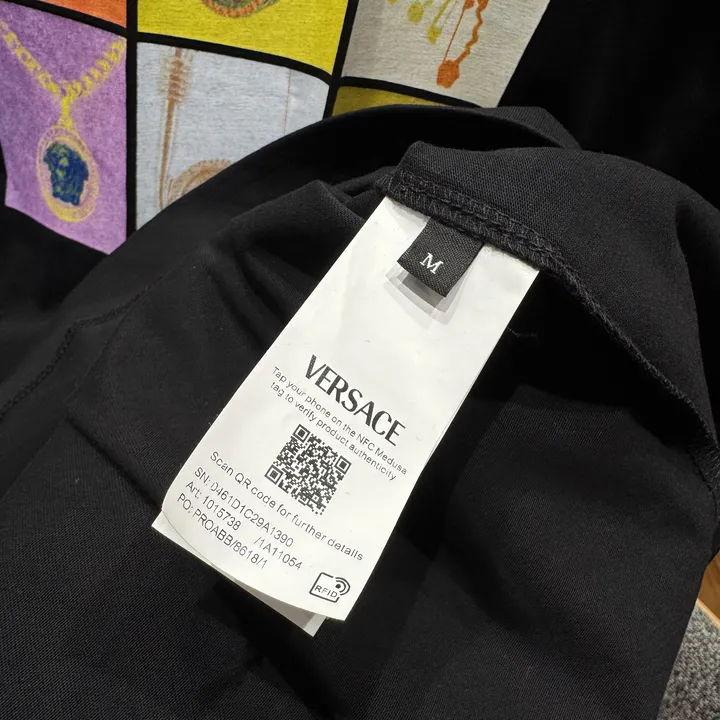 M
VERSACE
Tap your phone on the NFC Medusa
tag to verify product authenticity
Scan QR code for further details
SN: 0461D1C29A1390
Art: 1015738 /1A11054
PO: PROABB/8618/1
RFID